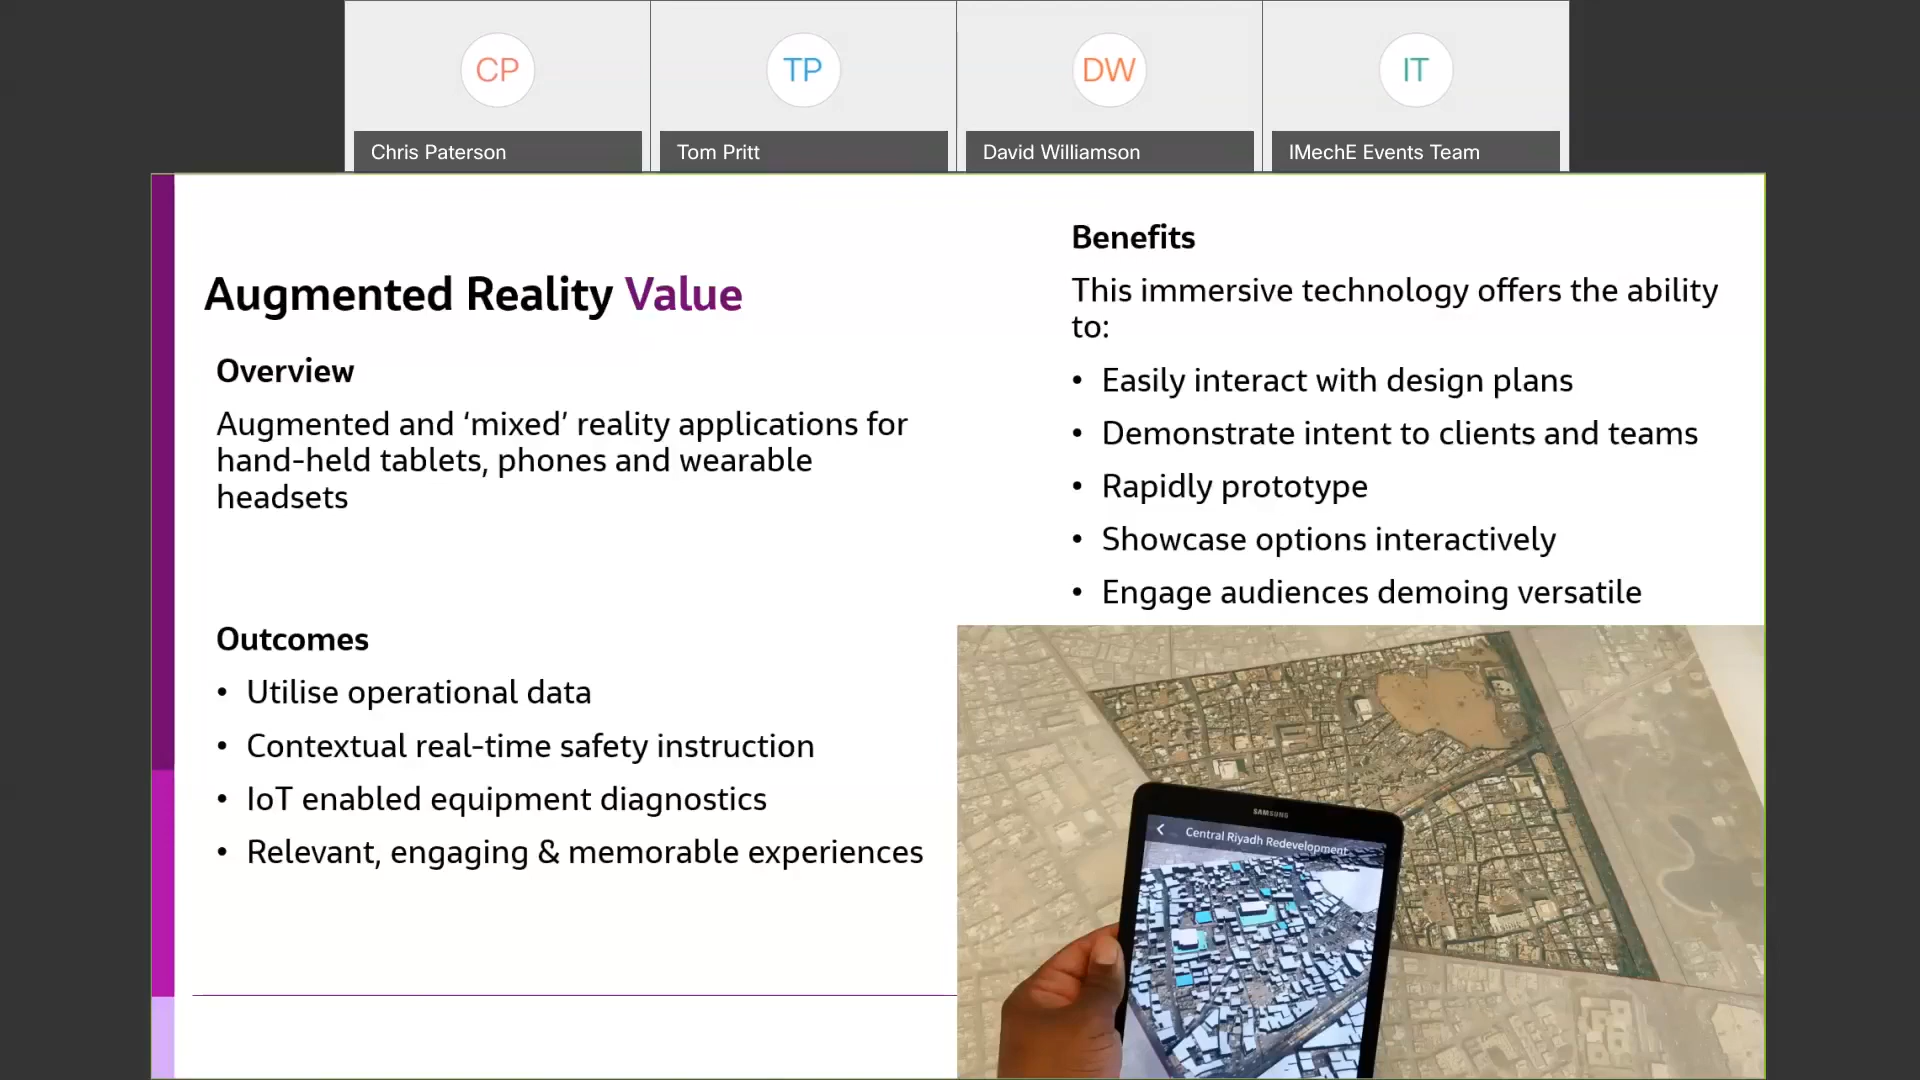 CP
TP
DW
IT
Chris Paterson
Tom Pritt
David Williamson
IMechE Events Team
Augmented Reality Value
Overview
Augmented and ‘mixed’ reality applications for
hand-held tablets, phones and wearable
headsets
Outcomes
• Utilise operational data
• Contextual real-time safety instruction
• IoT enabled equipment diagnostics
• Relevant, engaging & memorable experiences
Benefits
This immersive technology offers the ability
to:
• Easily interact with design plans
• Demonstrate intent to clients and teams
• Rapidly prototype
• Showcase options interactively
• Engage audiences demoing versatile
SAMSUNG
Central Riyadh Redevelopment